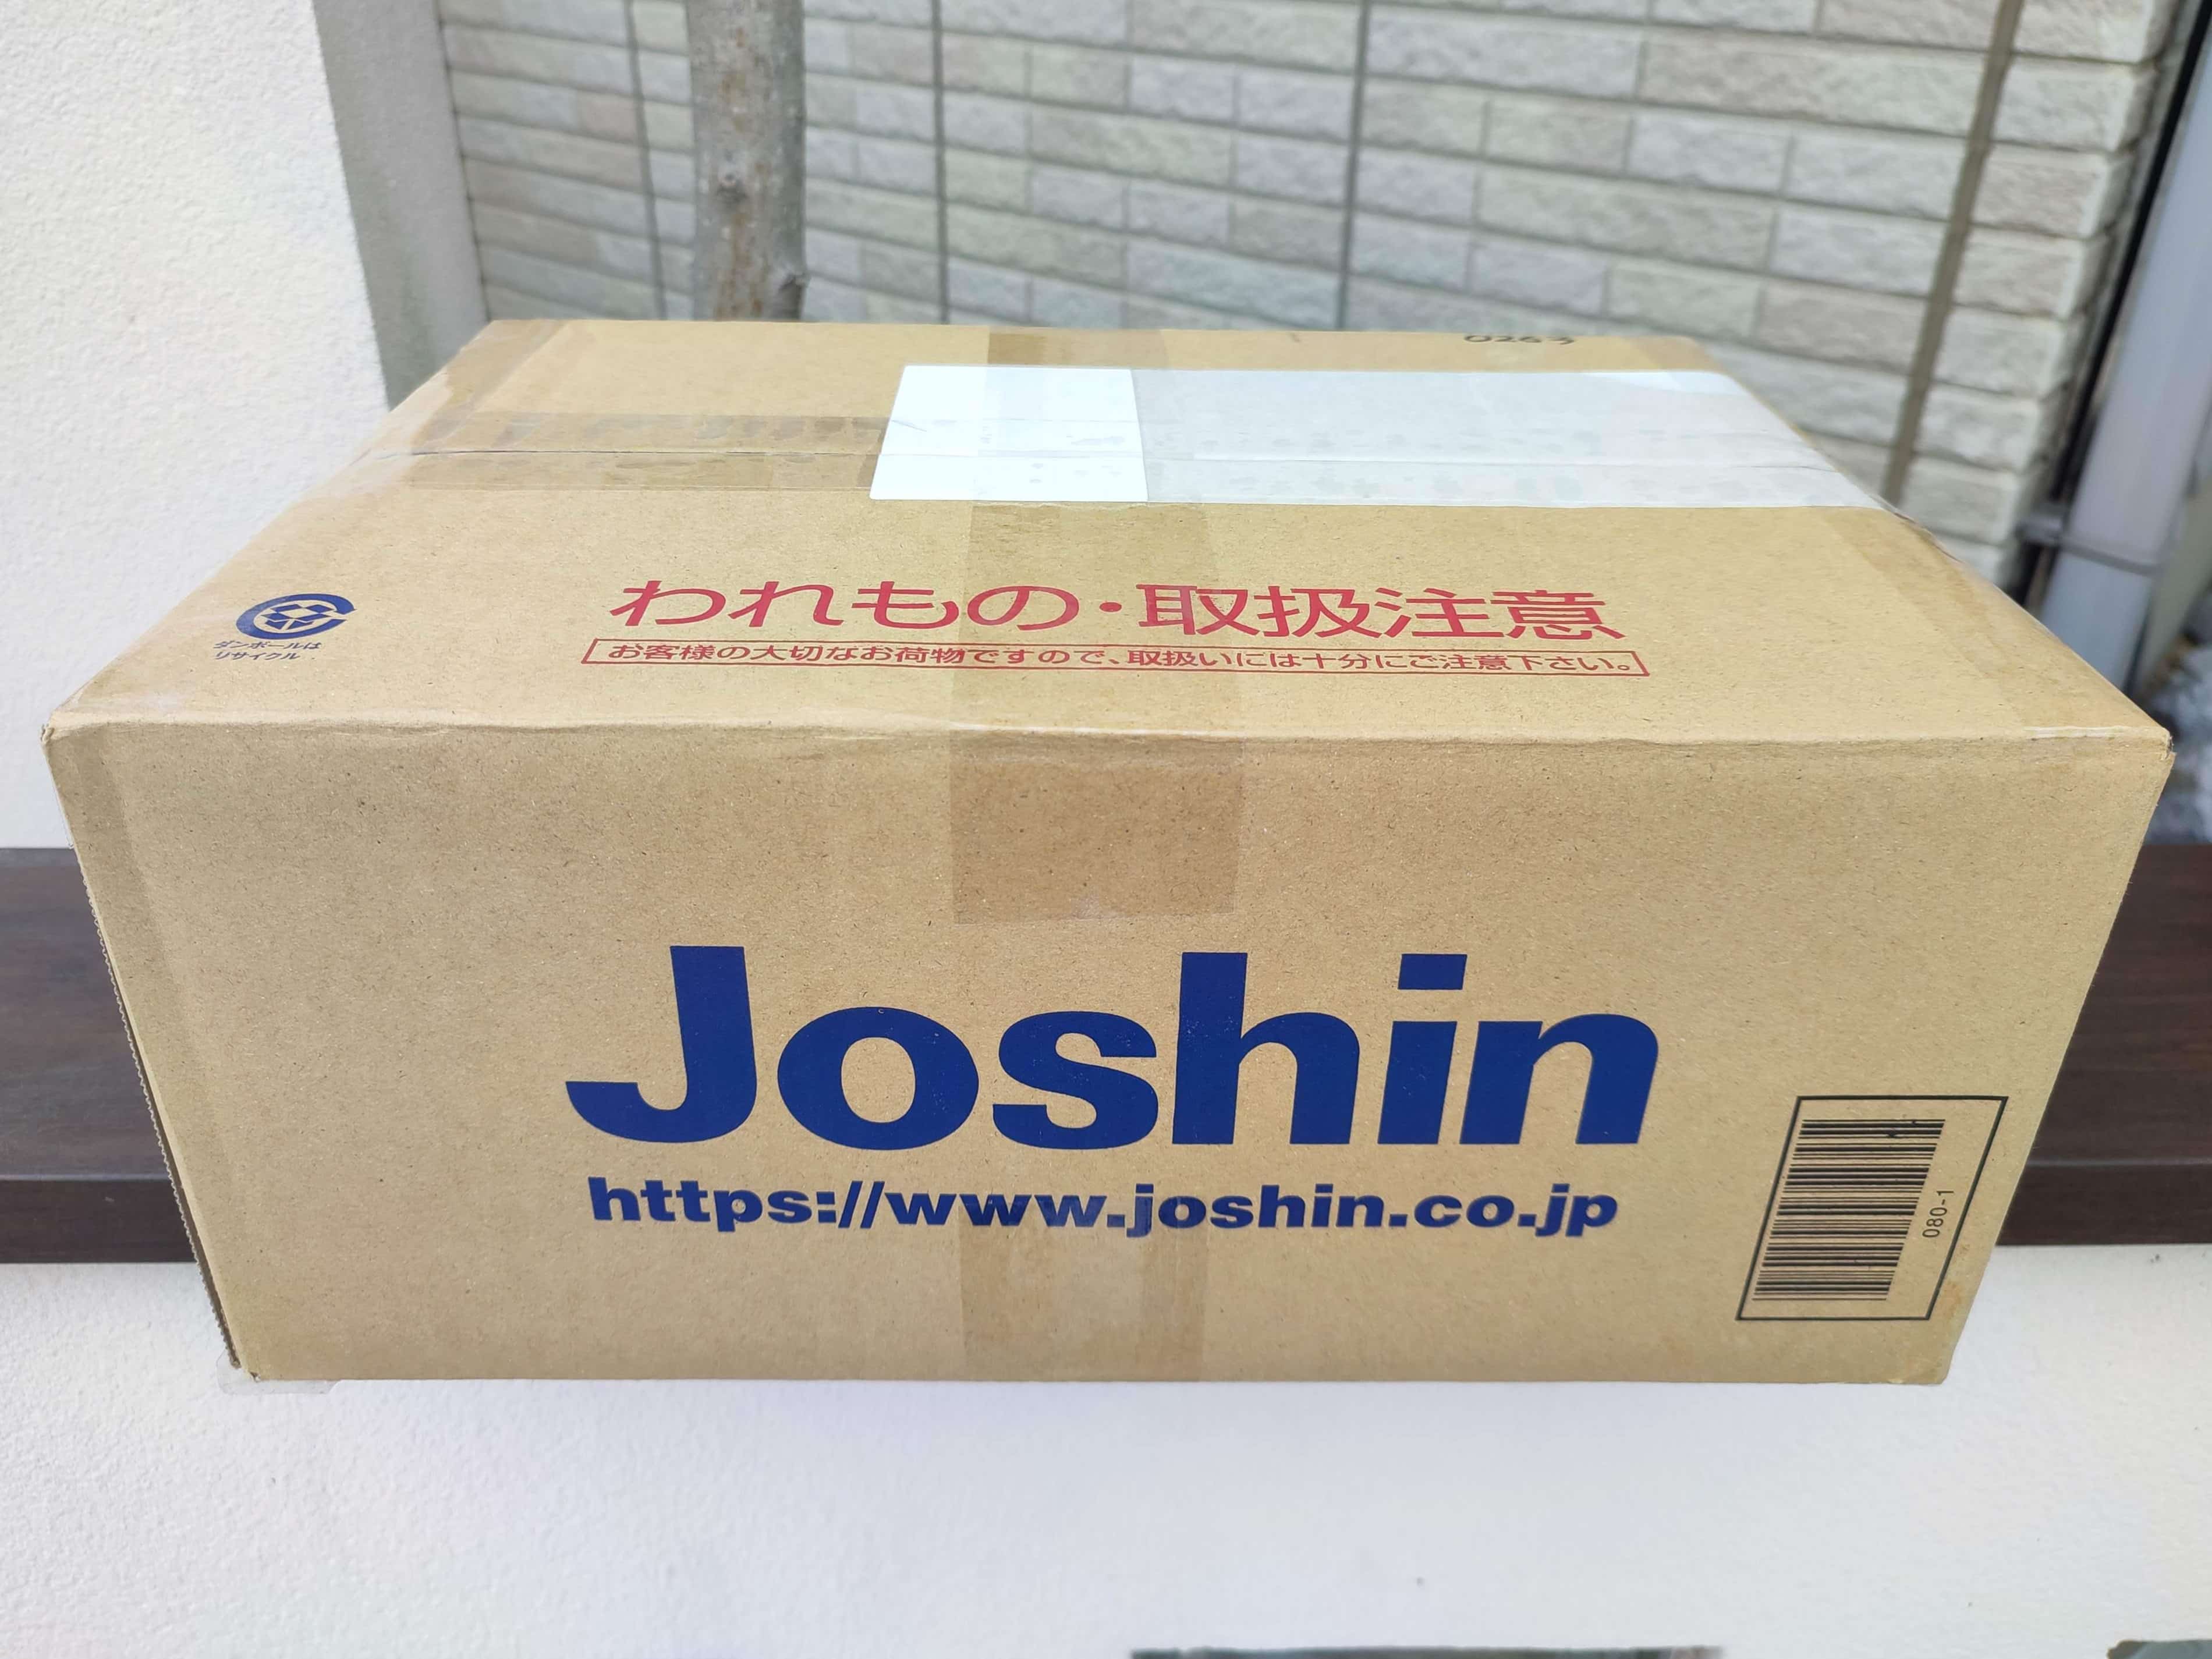 0263
われもの・取扱注意
お客様の大切なお荷物ですので、取扱いには十分にご注意下さい。
ダンボールは
リサイクル
Joshin
https://www.joshin.co.jp
080-1